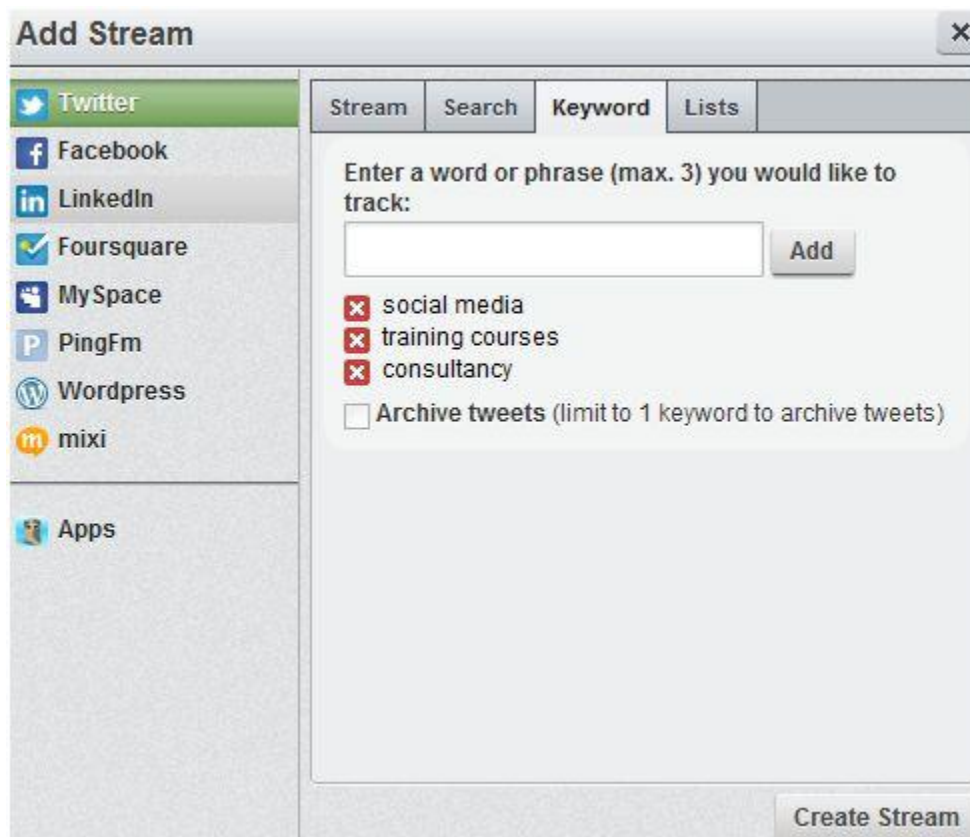 Add Stream
Twitter
Facebook
LinkedIn
Foursquare
MySpace
PingFm
Wordpress
mixi
Apps
Stream Search Keyword Lists
Enter a word or phrase (max. 3) you would like to
track:
Add
social media
training courses
consultancy
Archive tweets (limit to 1 keyword to archive tweets)
Create Stream